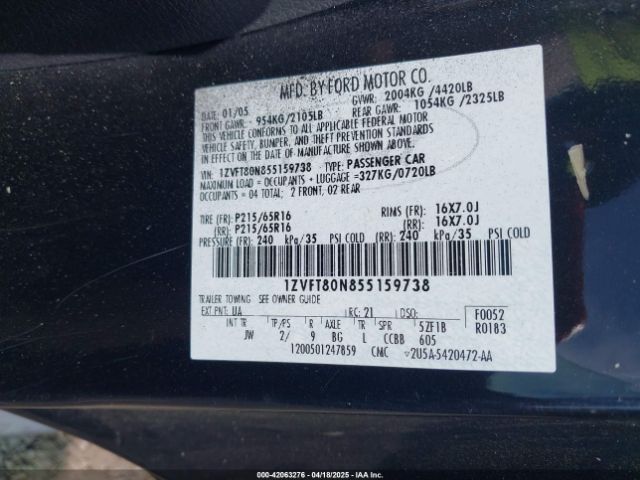 MFD. BY FORD MOTOR CO.
DATE: 01/05 GVWR: 2004KG /4420LB
FRONT GAWR: 954KG/2105LB REAR GAWR: 1054KG /2325LB
THIS VEHICLE CONFORMS TO ALL APPLICABLE FEDERAL MOTOR
VEHICLE SAFETY, BUMPER, AND THEFT PREVENTION STANDARDS
IN EFFECT ON THE DATE OF MANUFACTURE SHOWN ABOVE.
VIN: 1ZVFT80N855159738 TYPE: PASSENGER CAR
MAXIMUM LOAD = OCCUPANTS + LUGGAGE =327KG/0720LB
OCCUPANTS = 04 TOTAL; 2 FRONT, 02 REAR
TIRE (FR): P215/65R16 RIMS (FR): 16X7.0J
(RR): P215/65R16 (RR): 16X7.0J
PRESSURE (FR): 240 kPa/35 PSI COLD (RR): 240 kPa/35 PSI COLD
1ZVFT80N855159738
TRAILER TOWING SEE OWNER GUIDE
EXT PNT: UA RC: 21 DSO: F0052
INT TR TP/PS R AXLE TR SPR 5ZF1B R0183
JW 2/ 9 BG L CCBB 605
1200501247859 CNIC 2U5A-5420472-AA
000-42063276 - 04/18/2025 - IAA Inc.